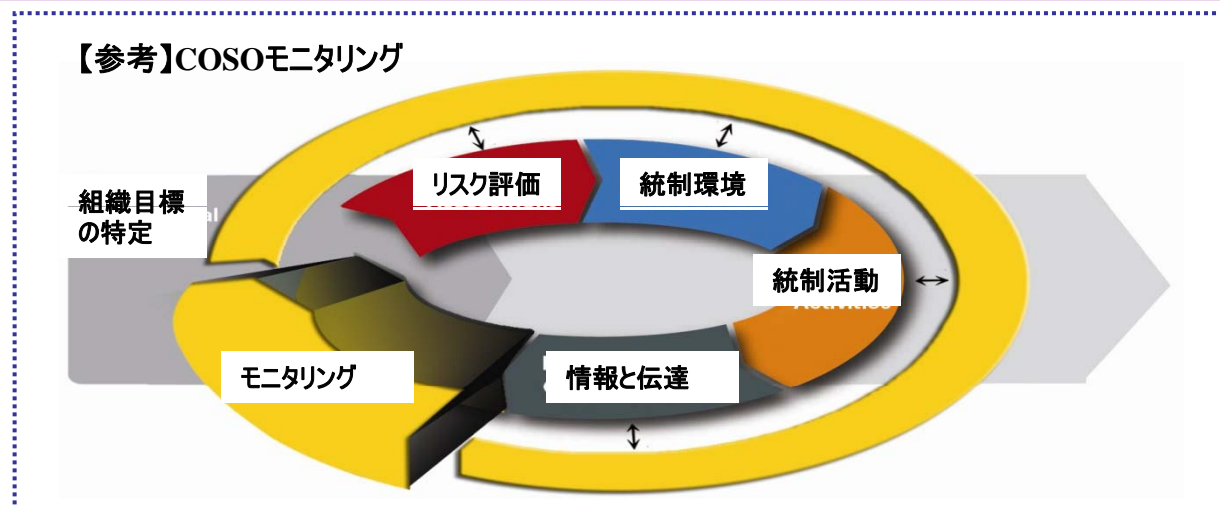 【参考】COSOモニタリング
リスク評価
統制環境
組織目標
の特定
統制活動
モニタリング
情報と伝達